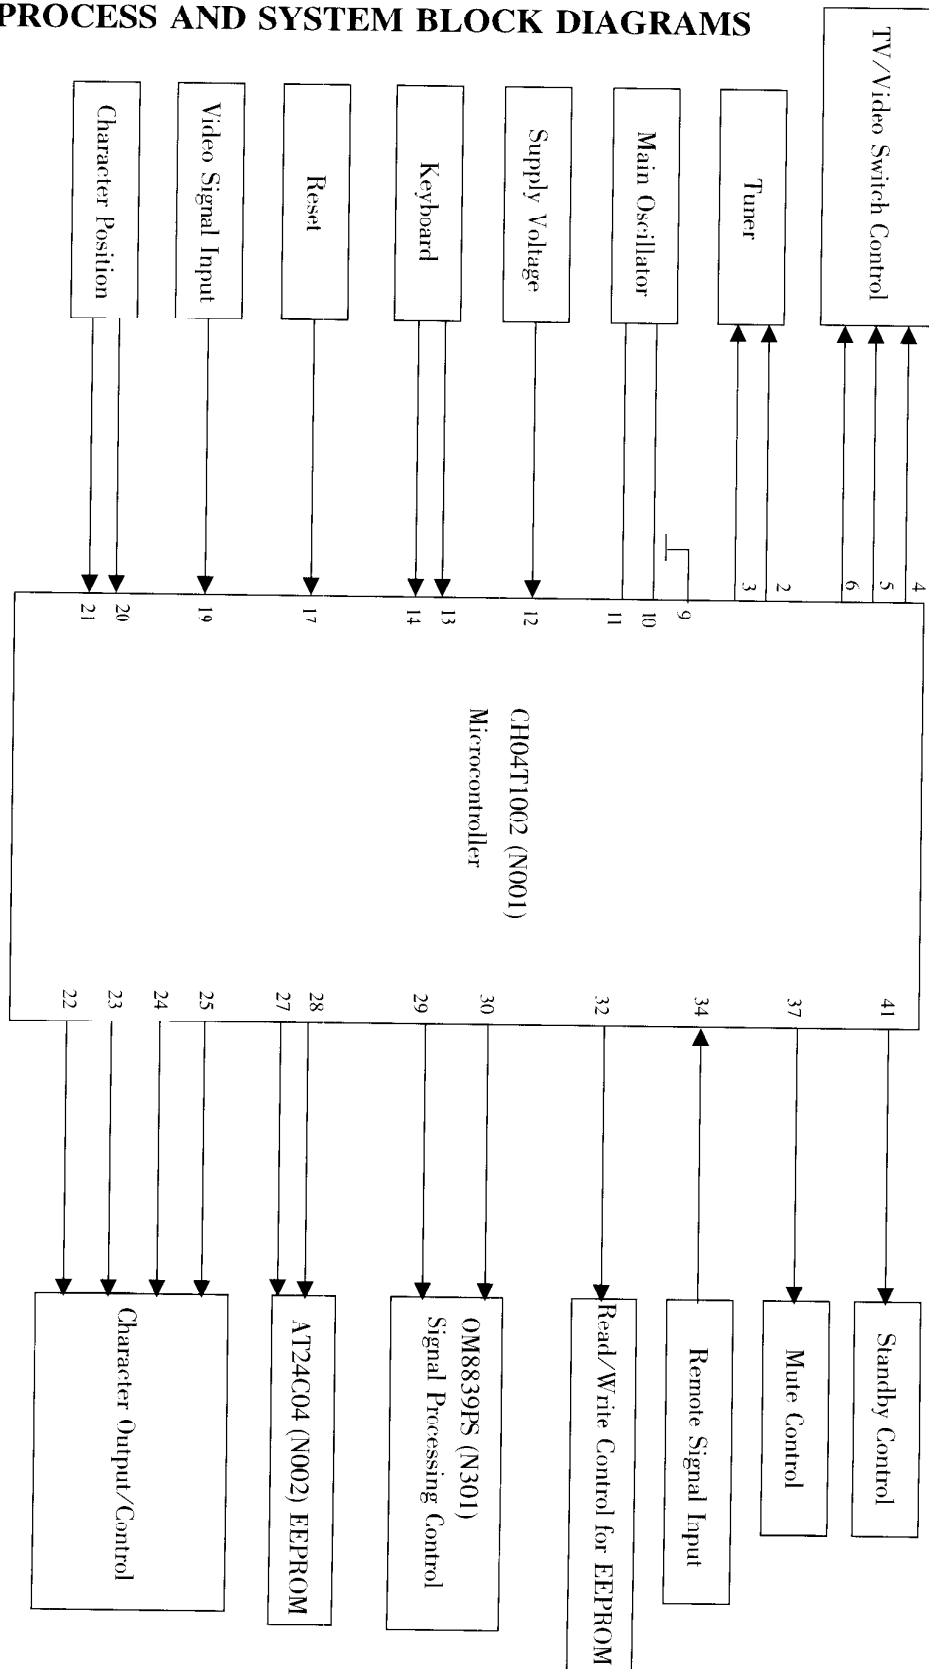 PROCESS AND SYSTEM BLOCK DIAGRAMS
TV/Video Switch Control
Tuner
Main Oscillator
Supply Voltage
Keyboard
Reset
Video Signal Input
Character Position
4
5
6
2
3
9
10
11
12
13
14
17
19
20
21
CH04T1002 (N001)
Microcontroller
41
37
34
32
30
29
28
27
25
24
23
22
Standby Control
Mute Control
Remote Signal Input
Read/Write Control for EEPROM
OM8839PS (N301)
Signal Processing Control
AT24C04 (N002) EEPROM
Character Output/Control